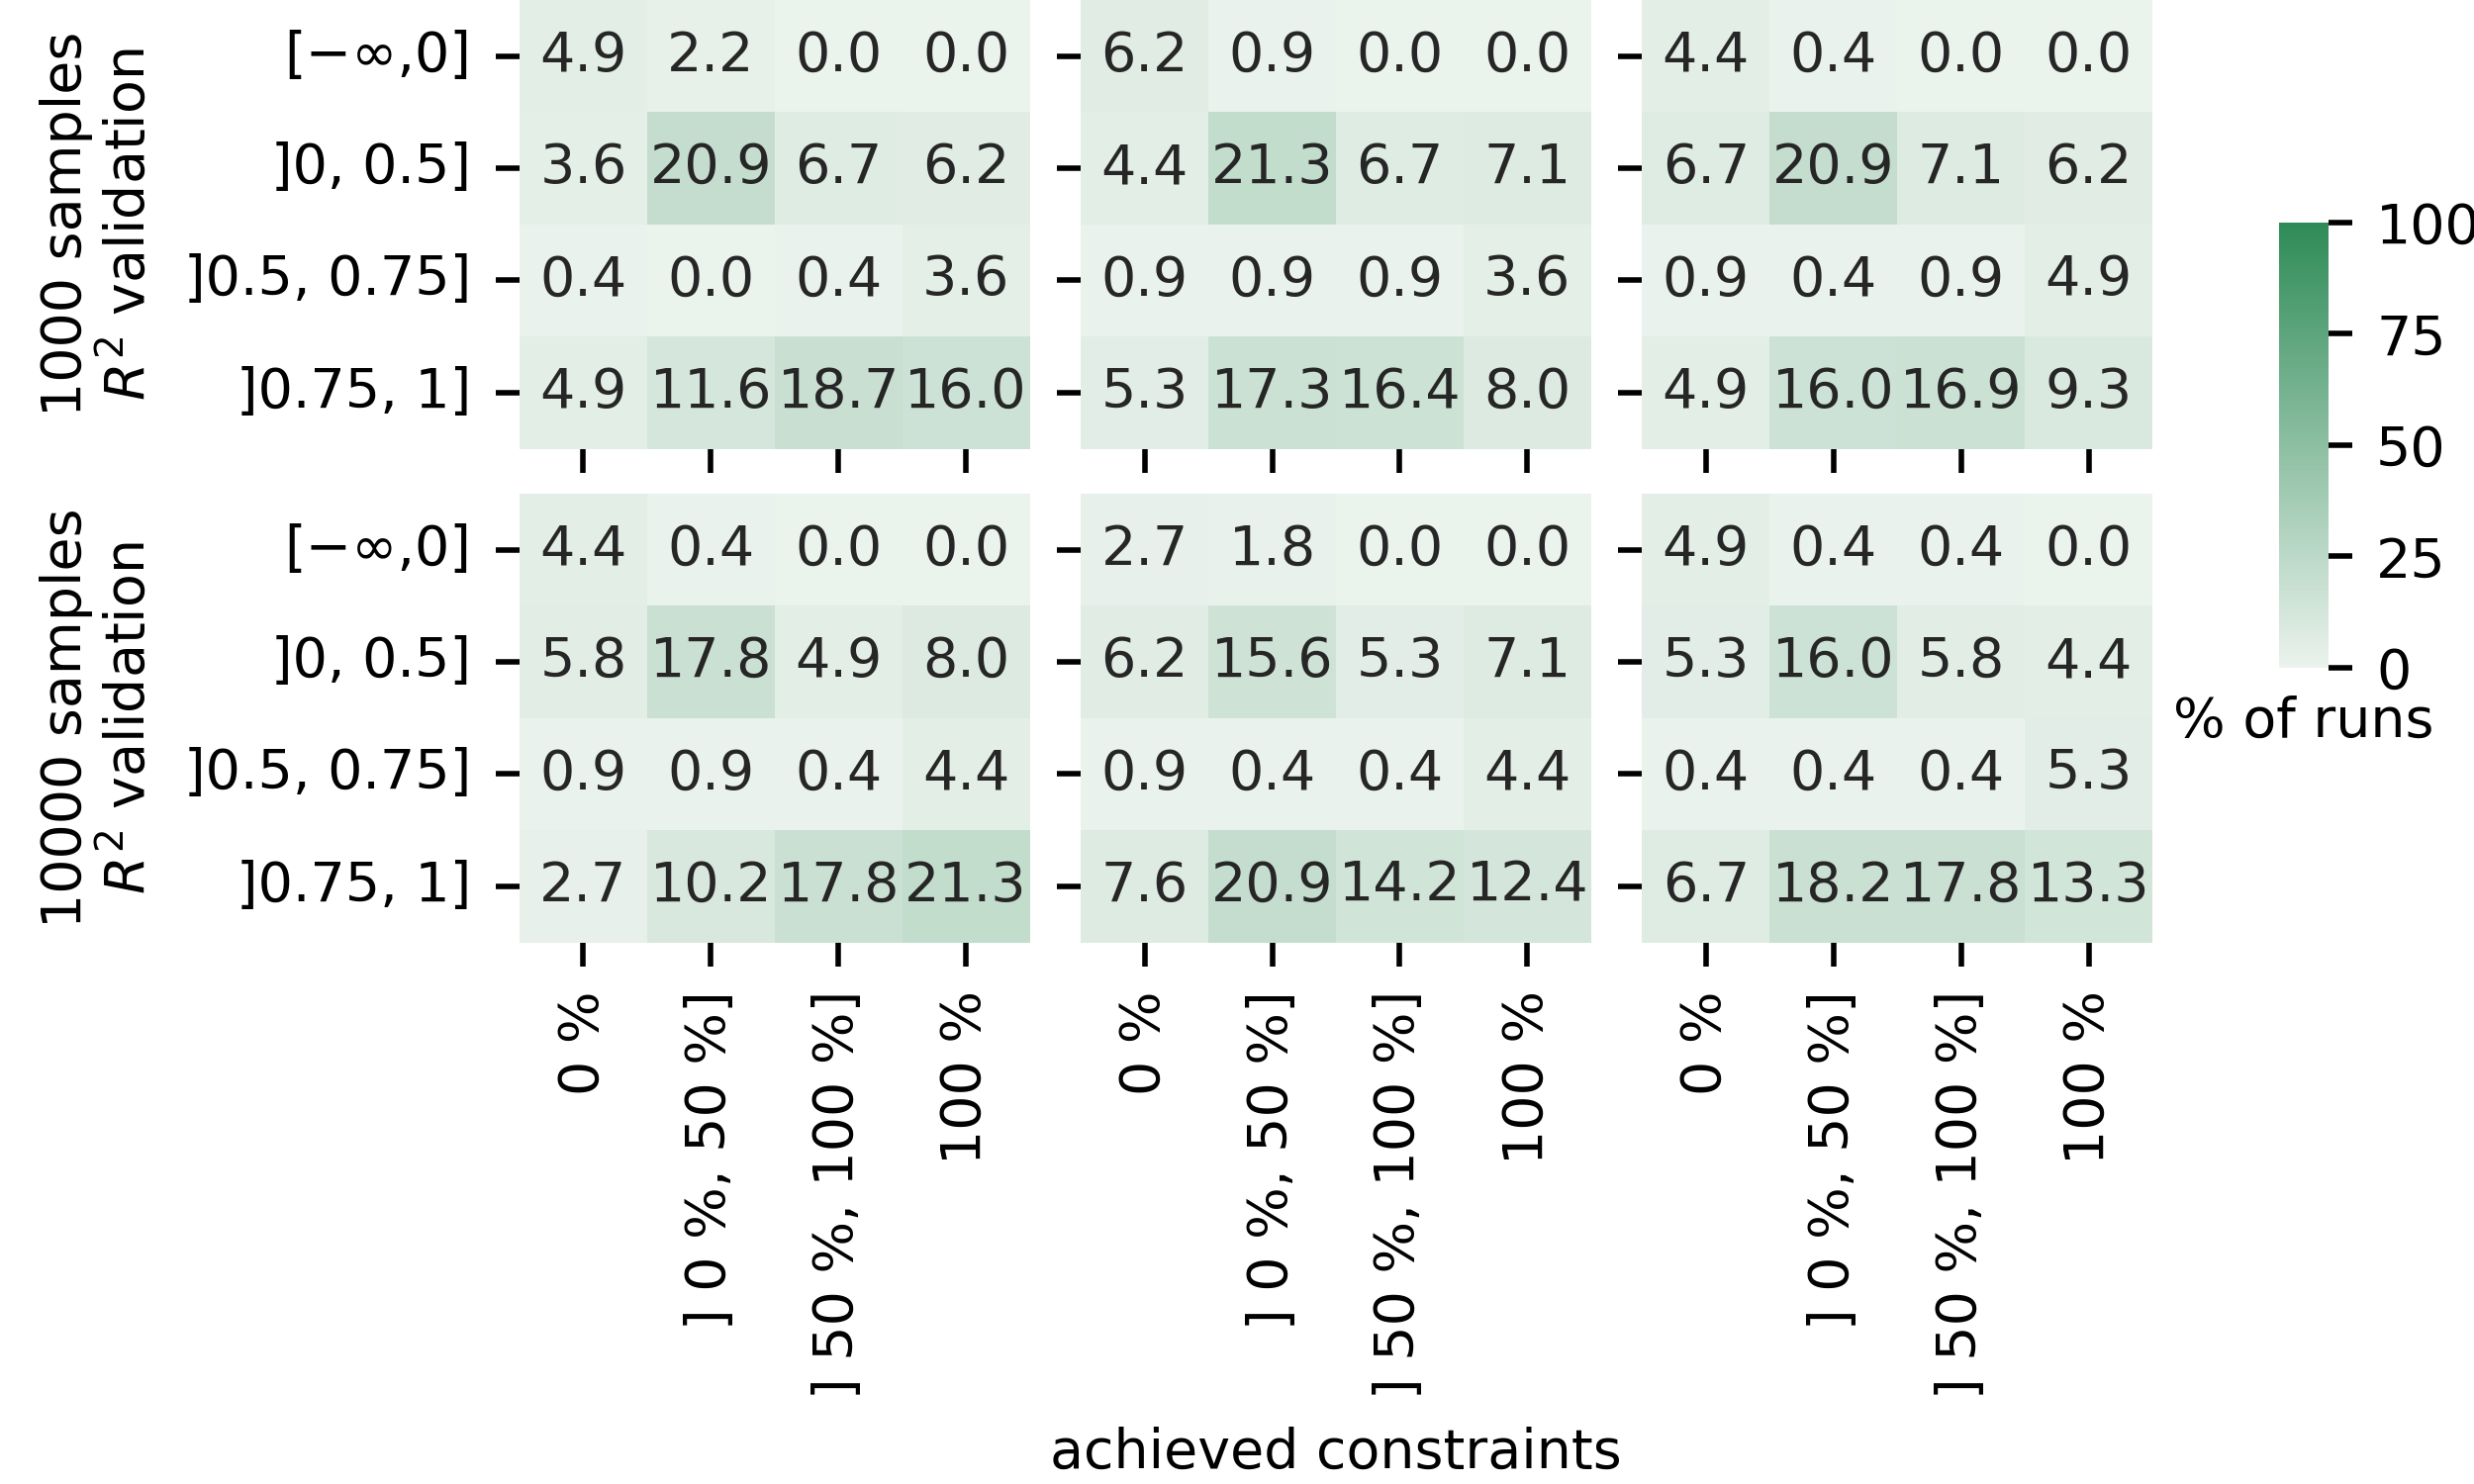 1000 samples
R² validation
[−∞,0] 4.9 2.2 0.0 0.0 6.2 0.9 0.0 0.0 4.4 0.4 0.0 0.0
]0, 0.5] 3.6 20.9 6.7 6.2 4.4 21.3 6.7 7.1 6.7 20.9 7.1 6.2
]0.5, 0.75] 0.4 0.0 0.4 3.6 0.9 0.9 0.9 3.6 0.9 0.4 0.9 4.9
]0.75, 1] 4.9 11.6 18.7 16.0 5.3 17.3 16.4 8.0 4.9 16.0 16.9 9.3
10000 samples
R² validation
[−∞,0] 4.4 0.4 0.0 0.0 2.7 1.8 0.0 0.0 4.9 0.4 0.4 0.0
]0, 0.5] 5.8 17.8 4.9 8.0 6.2 15.6 5.3 7.1 5.3 16.0 5.8 4.4
]0.5, 0.75] 0.9 0.9 0.4 4.4 0.9 0.4 0.4 4.4 0.4 0.4 0.4 5.3
]0.75, 1] 2.7 10.2 17.8 21.3 7.6 20.9 14.2 12.4 6.7 18.2 17.8 13.3
0 % ] 0 %, 50 %] ] 50 %, 100 %] 100 % 0 % ] 0 %, 50 %] ] 50 %, 100 %] 100 % 0 % ] 0 %, 50 %] ] 50 %, 100 %] 100 %
achieved constraints
100
75
50
25
0
% of runs